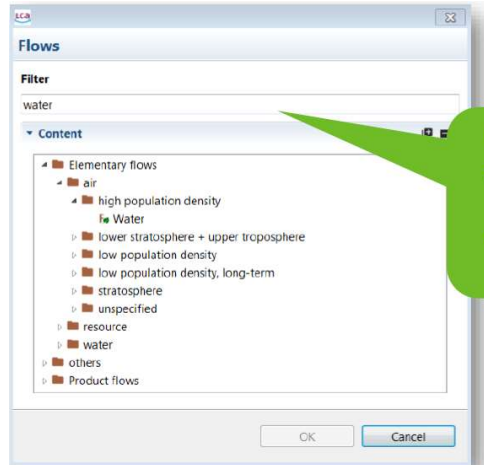 LCA
Flows
Filter
water
Content
Elementary flows
air
high population density
Water
lower stratosphere + upper troposphere
low population density
low population density, long-term
stratosphere
unspecified
resource
water
others
Product flows
OK Cancel